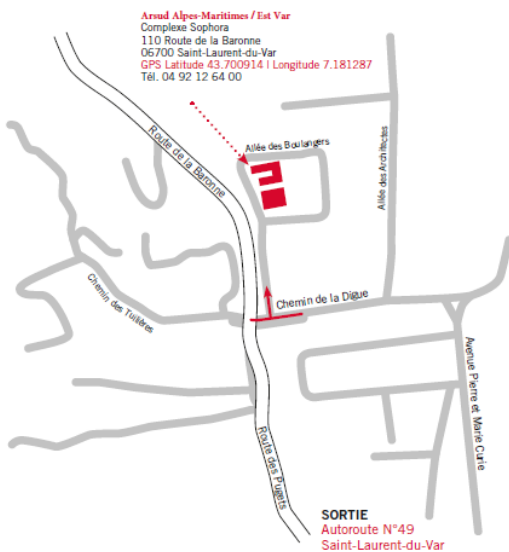 Arsud Alpes-Maritimes / Est Var
Complexe Sophora
110 Route de la Baronne
06700 Saint-Laurent-du-Var
GPS Latitude 43.700914 I Longitude 7.181287
Tél. 04 92 12 64 00
Route de la Baronne
Allée des Boulangers
Allée des Architectes
Chemin des Tuilières
Chemin de la Digue
Avenue Pierre et Marie Curie
Route des Pugets
SORTIE
Autoroute N°49
Saint-Laurent-du-Var